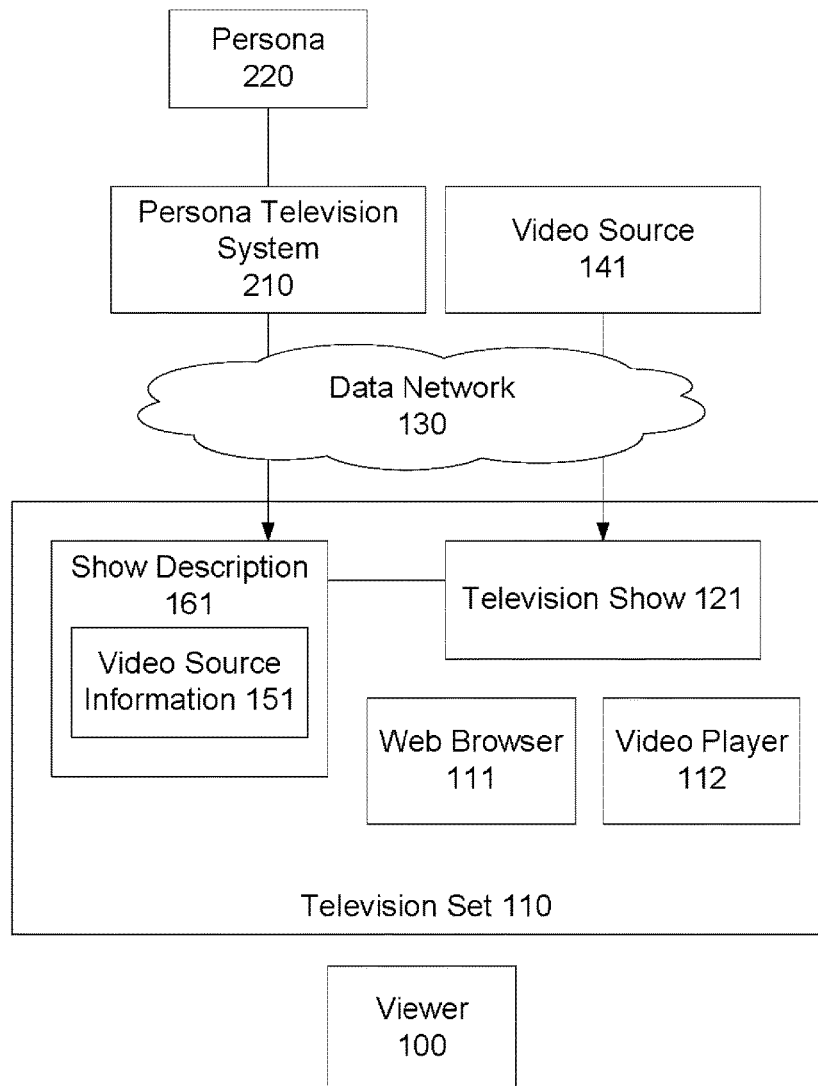 Persona
220
Persona Television
System
210
Video Source
141
Data Network
130
Show Description
161
Video Source
Information 151
Television Show 121
Web Browser
111
Video Player
112
Television Set 110
Viewer
100